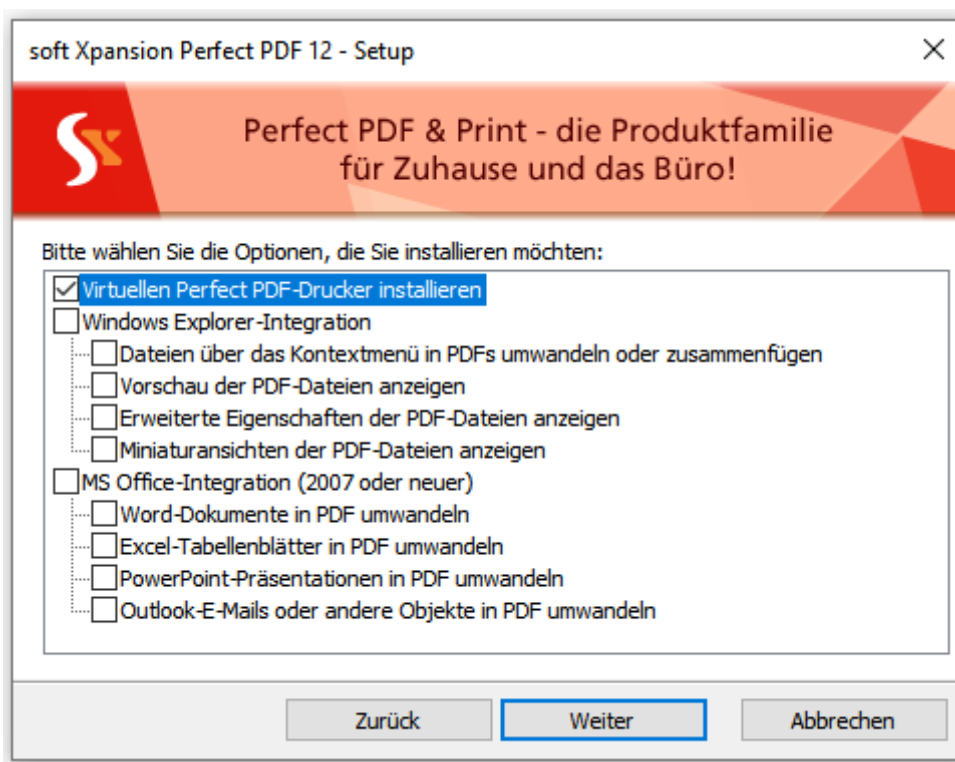 soft Xpansion Perfect PDF 12 - Setup
Perfect PDF & Print - die Produktfamilie
für Zuhause und das Büro!
Bitte wählen Sie die Optionen, die Sie installieren möchten:
Virtuellen Perfect PDF-Drucker installieren
Windows Explorer-Integration
Dateien über das Kontextmenü in PDFs umwandeln oder zusammenfügen
Vorschau der PDF-Dateien anzeigen
Erweiterte Eigenschaften der PDF-Dateien anzeigen
Miniaturansichten der PDF-Dateien anzeigen
MS Office-Integration (2007 oder neuer)
Word-Dokumente in PDF umwandeln
Excel-Tabellenblätter in PDF umwandeln
PowerPoint-Präsentationen in PDF umwandeln
Outlook-E-Mails oder andere Objekte in PDF umwandeln
Zurück Weiter Abbrechen